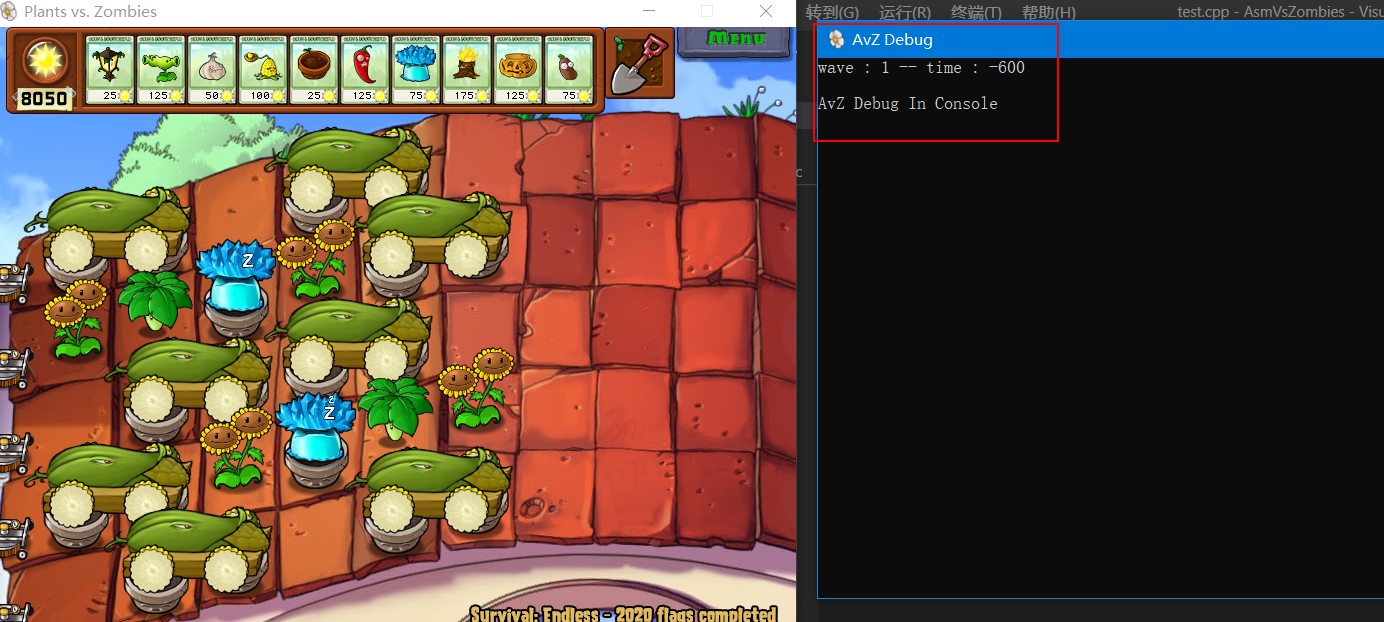 Plants vs. Zombies
转到(G) 运行(R) 终端(T) 帮助(H) test.cpp - AsmVsZombies - Visu
AvZ Debug
wave : 1 -- time : -600
AvZ Debug In Console
Menu
8050
25 125 50 100 25 125 75 175 125 75
Z
z
Z
c
Survival: Endless - 2020 flags completed